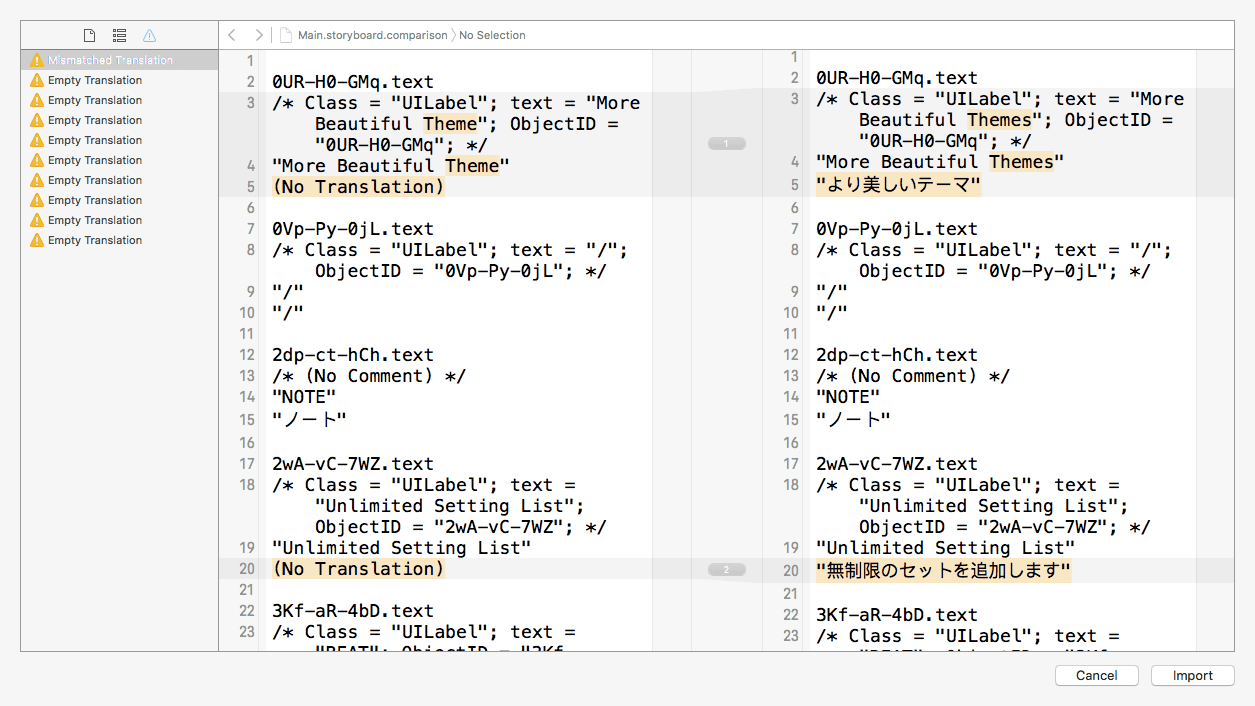 Main.storyboard.comparison 〉No Selection
Mismatched Translation
Empty Translation
Empty Translation
Empty Translation
Empty Translation
Empty Translation
Empty Translation
Empty Translation
Empty Translation
Empty Translation
1
2 0UR-H0-GMq.text
3 /* Class = "UILabel"; text = "More
Beautiful Theme"; ObjectID =
"0UR-H0-GMq"; */
4 "More Beautiful Theme"
5 (No Translation)
6
7 0Vp-Py-0jL.text
8 /* Class = "UILabel"; text = "/";
ObjectID = "0Vp-Py-0jL"; */
9 "/"
10 "/"
11
12 2dp-ct-hCh.text
13 /* (No Comment) */
14 "NOTE"
15 "ノート"
16
17 2wA-vC-7WZ.text
18 /* Class = "UILabel"; text =
"Unlimited Setting List";
ObjectID = "2wA-vC-7WZ"; */
19 "Unlimited Setting List"
20 (No Translation)
21
22 3Kf-aR-4bD.text
23 /* Class = "UILabel"; text =
1
2
1
2 0UR-H0-GMq.text
3 /* Class = "UILabel"; text = "More
Beautiful Themes"; ObjectID =
"0UR-H0-GMq"; */
4 "More Beautiful Themes"
5 "より美しいテーマ"
6
7 0Vp-Py-0jL.text
8 /* Class = "UILabel"; text = "/";
ObjectID = "0Vp-Py-0jL"; */
9 "/"
10 "/"
11
12 2dp-ct-hCh.text
13 /* (No Comment) */
14 "NOTE"
15 "ノート"
16
17 2wA-vC-7WZ.text
18 /* Class = "UILabel"; text =
"Unlimited Setting List";
ObjectID = "2wA-vC-7WZ"; */
19 "Unlimited Setting List"
20 "無制限のセットを追加します"
21
22 3Kf-aR-4bD.text
23 /* Class = "UILabel"; text =
Cancel
Import